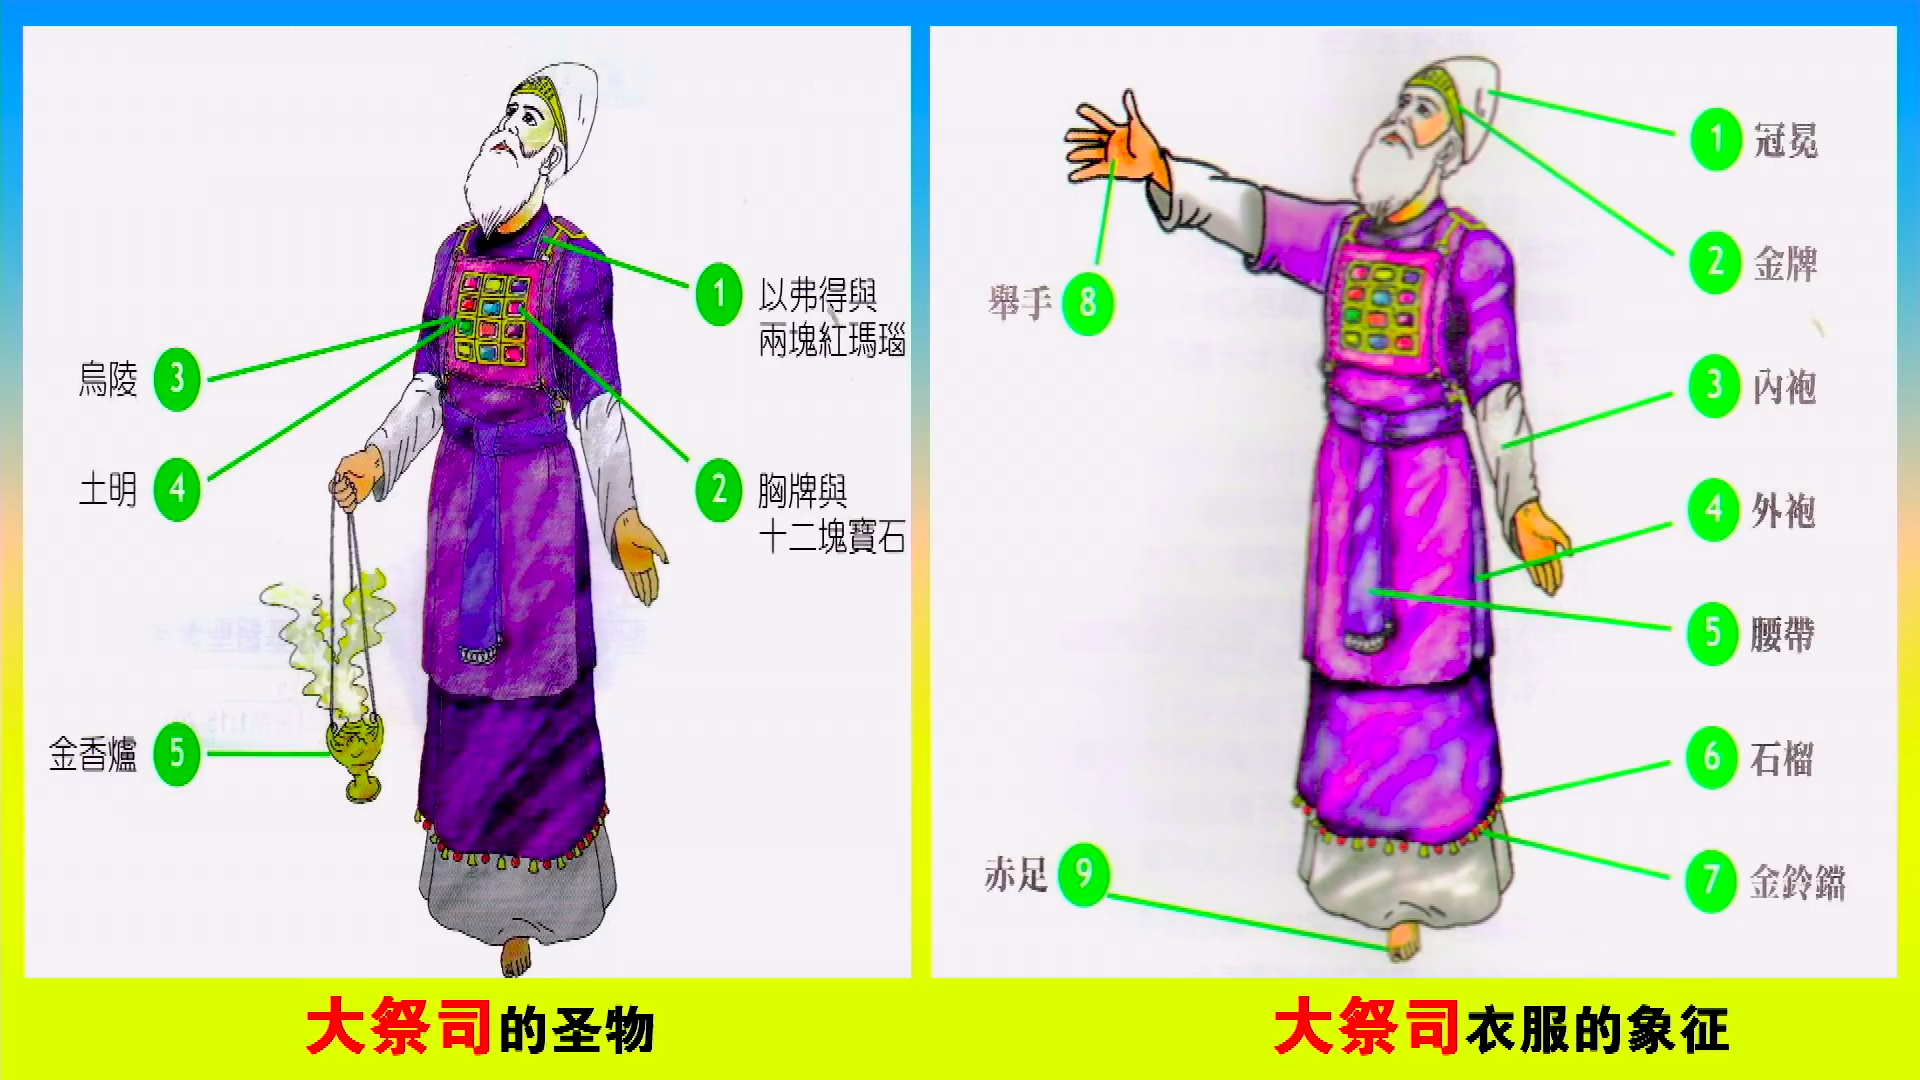 1 以弗得與
兩塊紅瑪瑙
烏陵 3
土明 4
2 胸牌與
十二塊寶石
金香爐 5
大祭司的圣物
1 冠冕
2 金牌
舉手 8
3 內袍
4 外袍
5 腰帶
6 石榴
赤足 9
7 金鈴鐺
大祭司衣服的象征